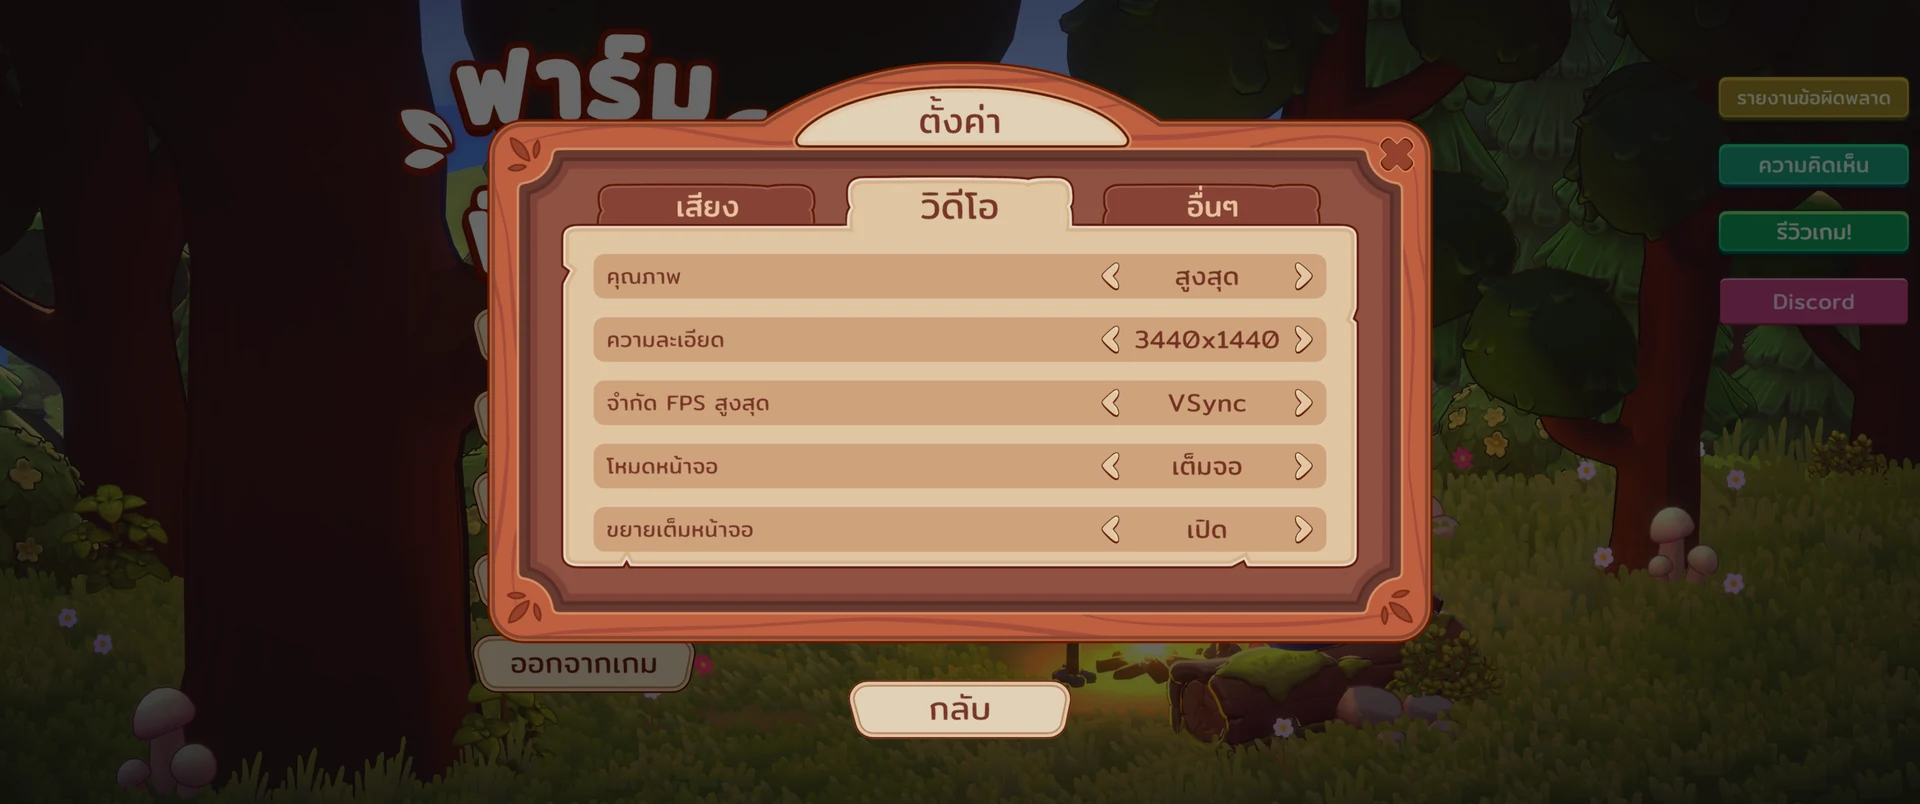 ฟาร์ม
ตั้งค่า
เสียง
วิดีโอ
อื่นๆ
คุณภาพ
สูงสุด
ความละเอียด
3440x1440
จำกัด FPS สูงสุด
VSync
โหมดหน้าจอ
เต็มจอ
ขยายเต็มหน้าจอ
เปิด
ออกจากเกม
กลับ
รายงานข้อผิดพลาด
ความคิดเห็น
รีวิวเกม!
Discord